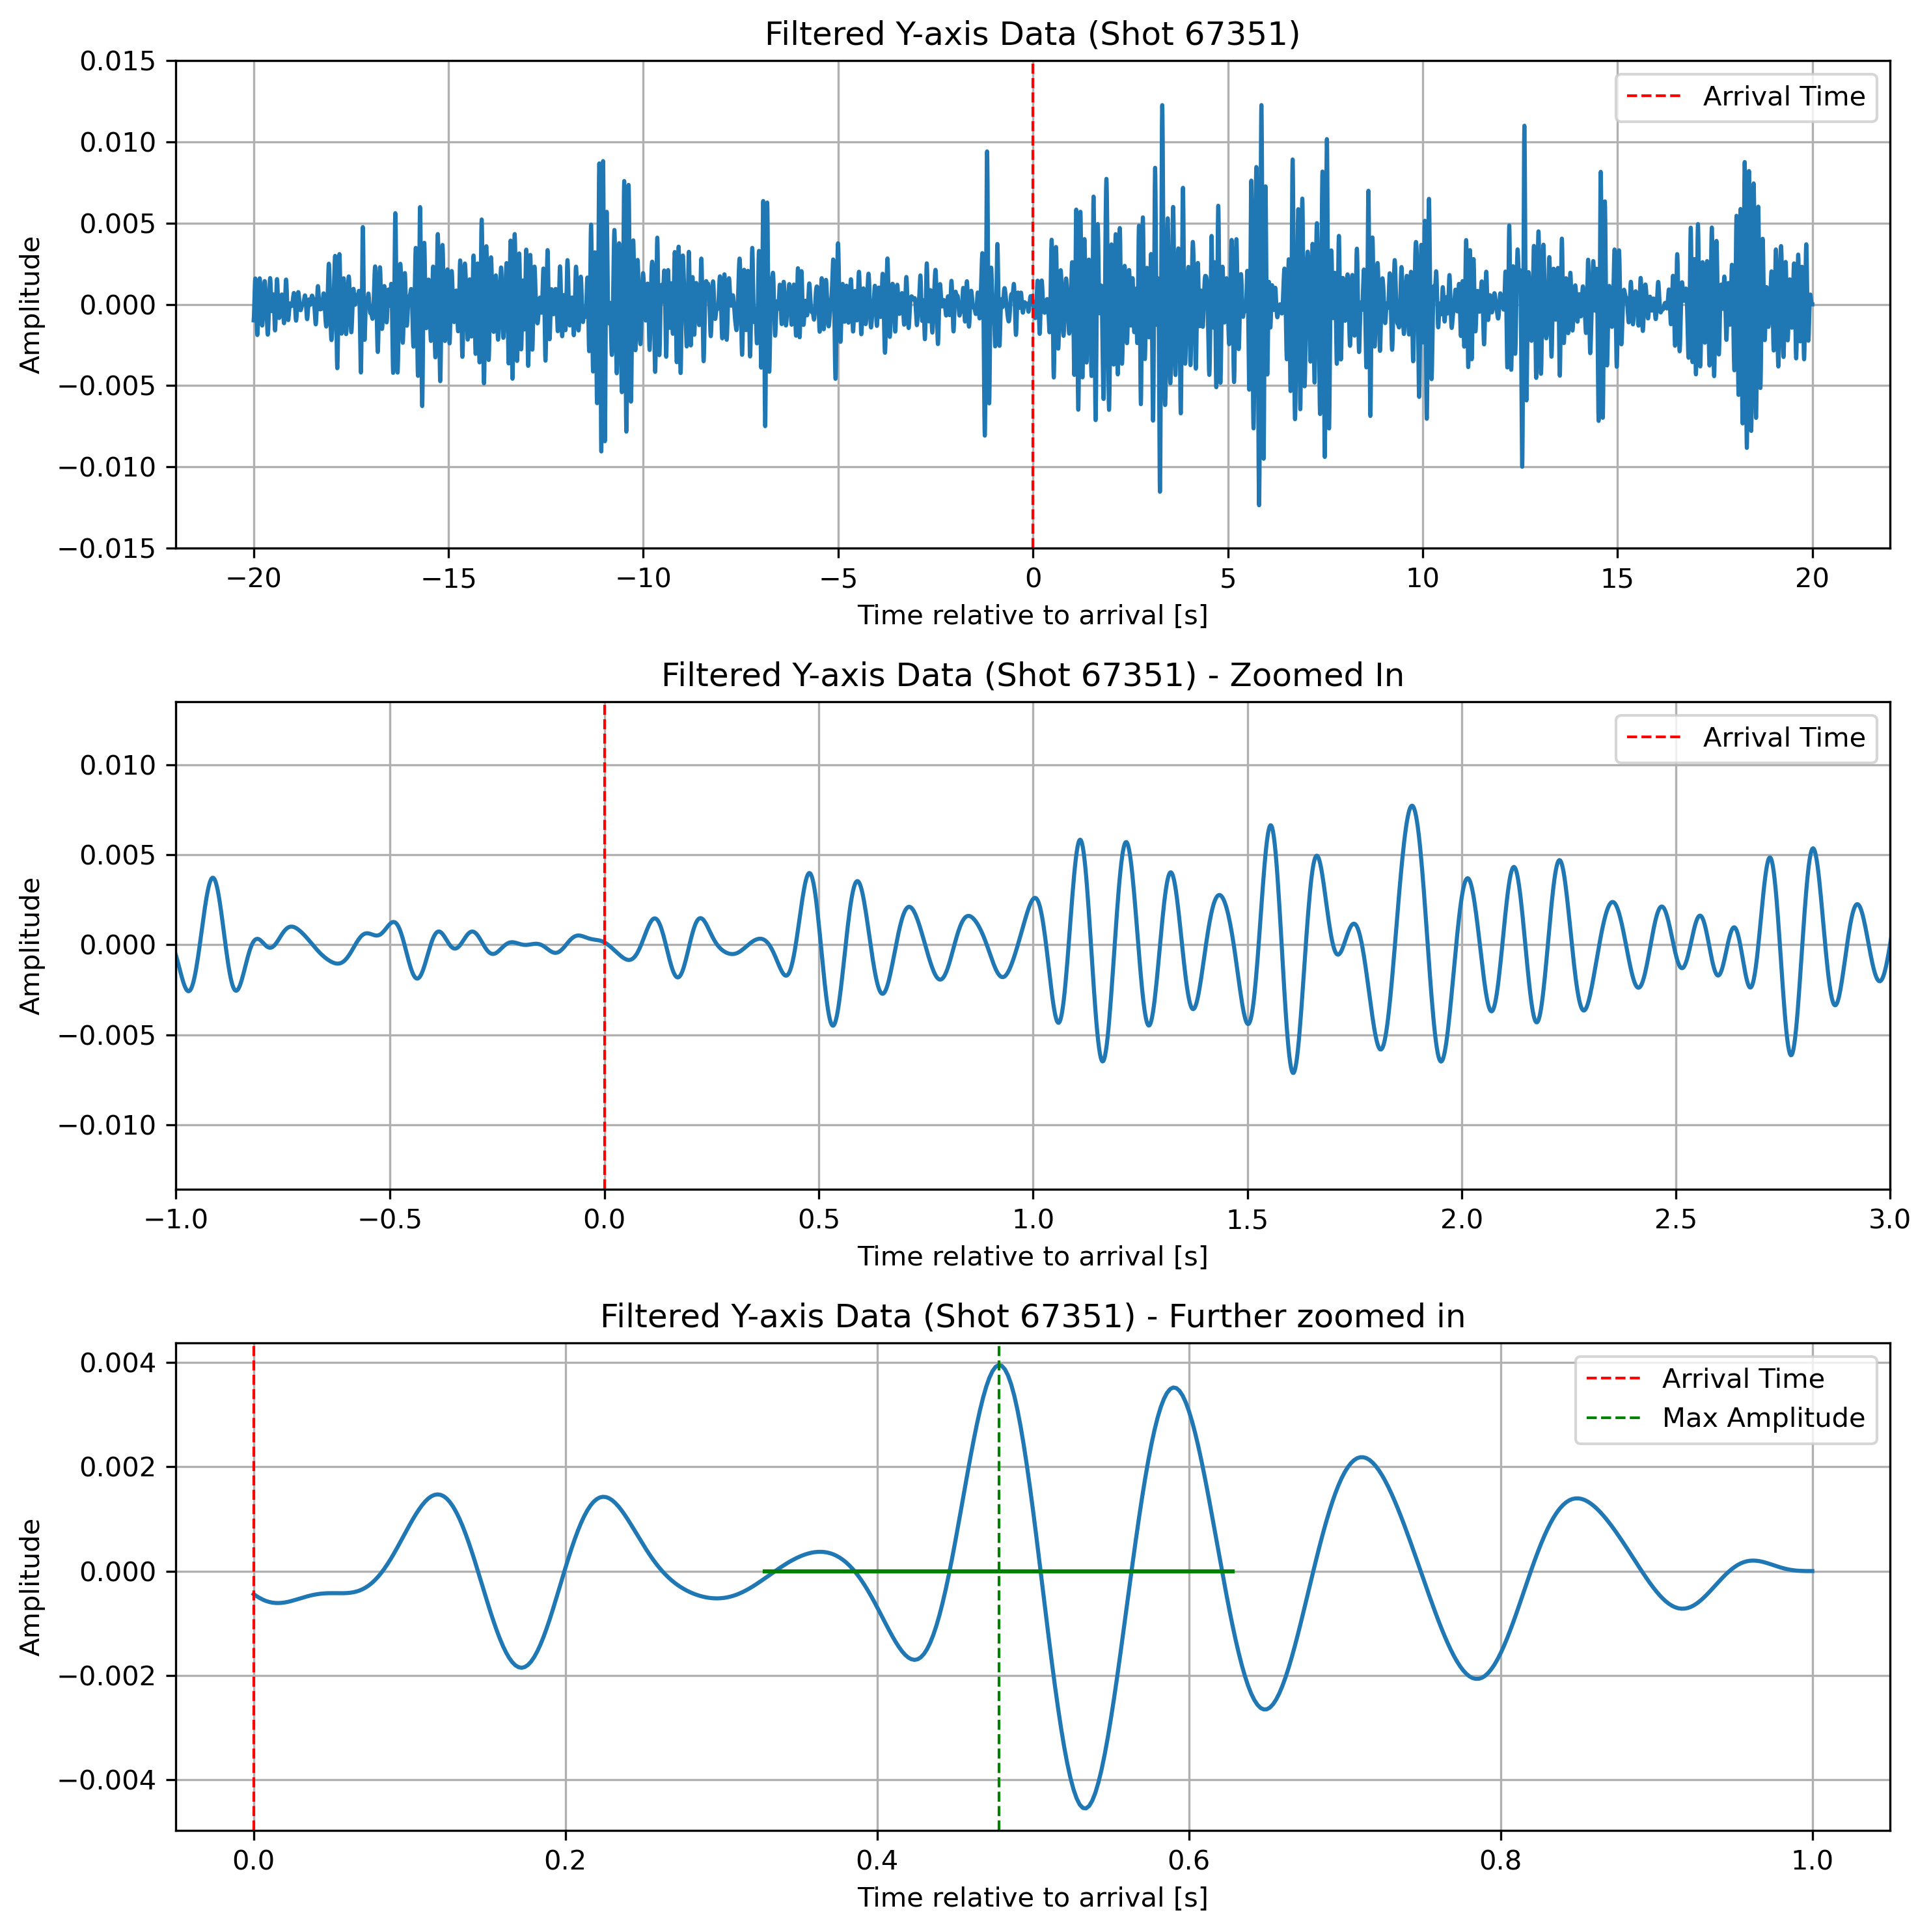 Filtered Y-axis Data (Shot 67351)
0.015
0.010
0.005
0.000
−0.005
−0.010
−0.015
Amplitude
Arrival Time
−20 −15 −10 −5 0 5 10 15 20
Time relative to arrival [s]
Filtered Y-axis Data (Shot 67351) - Zoomed In
0.010
0.005
0.000
−0.005
−0.010
Amplitude
Arrival Time
−1.0 −0.5 0.0 0.5 1.0 1.5 2.0 2.5 3.0
Time relative to arrival [s]
Filtered Y-axis Data (Shot 67351) - Further zoomed in
0.004
0.002
0.000
−0.002
−0.004
Amplitude
Arrival Time
Max Amplitude
0.0 0.2 0.4 0.6 0.8 1.0
Time relative to arrival [s]